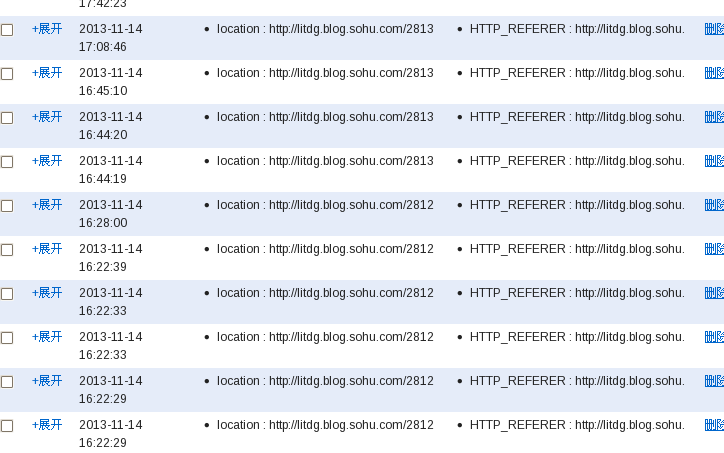 17:42:23
+展开 2013-11-14 • location : http://litdg.blog.sohu.com/2813 • HTTP_REFERER : http://litdg.blog.sohu. 删除
17:08:46
+展开 2013-11-14 • location : http://litdg.blog.sohu.com/2813 • HTTP_REFERER : http://litdg.blog.sohu. 删除
16:45:10
+展开 2013-11-14 • location : http://litdg.blog.sohu.com/2813 • HTTP_REFERER : http://litdg.blog.sohu. 删除
16:44:20
+展开 2013-11-14 • location : http://litdg.blog.sohu.com/2813 • HTTP_REFERER : http://litdg.blog.sohu. 删除
16:44:19
+展开 2013-11-14 • location : http://litdg.blog.sohu.com/2812 • HTTP_REFERER : http://litdg.blog.sohu. 删除
16:28:00
+展开 2013-11-14 • location : http://litdg.blog.sohu.com/2812 • HTTP_REFERER : http://litdg.blog.sohu. 删除
16:22:39
+展开 2013-11-14 • location : http://litdg.blog.sohu.com/2812 • HTTP_REFERER : http://litdg.blog.sohu. 删除
16:22:33
+展开 2013-11-14 • location : http://litdg.blog.sohu.com/2812 • HTTP_REFERER : http://litdg.blog.sohu. 删除
16:22:33
+展开 2013-11-14 • location : http://litdg.blog.sohu.com/2812 • HTTP_REFERER : http://litdg.blog.sohu. 删除
16:22:29
+展开 2013-11-14 • location : http://litdg.blog.sohu.com/2812 • HTTP_REFERER : http://litdg.blog.sohu. 删除
16:22:29